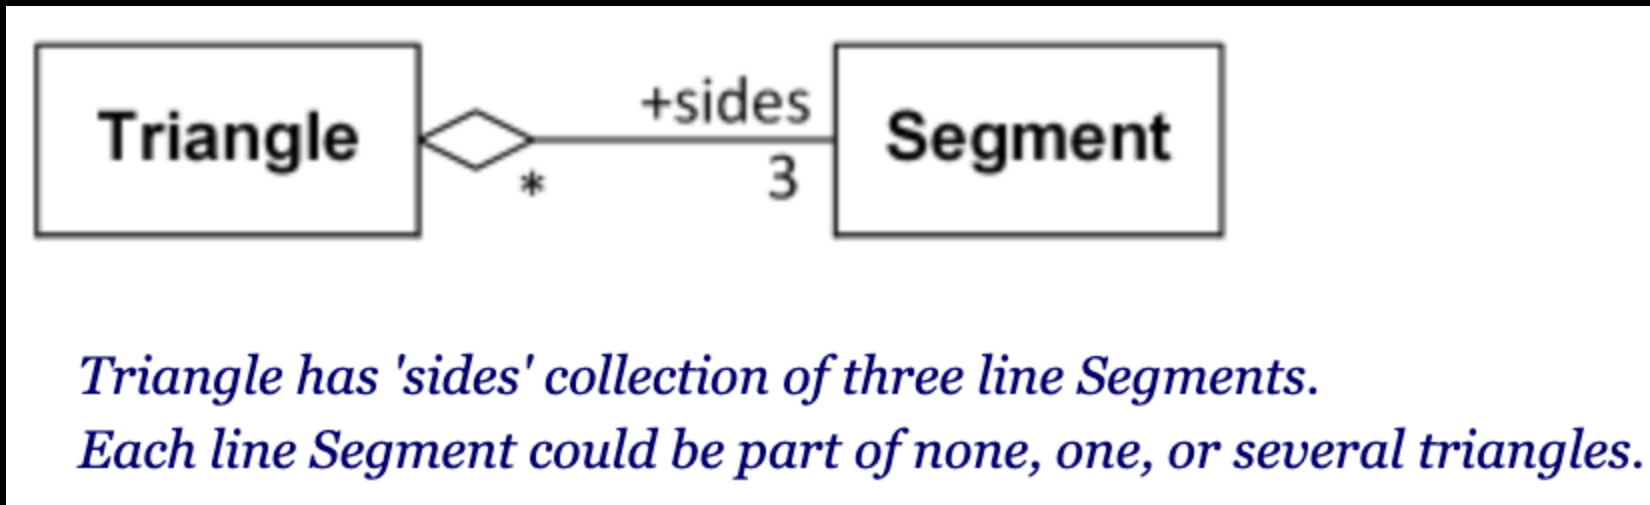 Triangle
+sides
Segment
*
3
Triangle has 'sides' collection of three line Segments.
Each line Segment could be part of none, one, or several triangles.